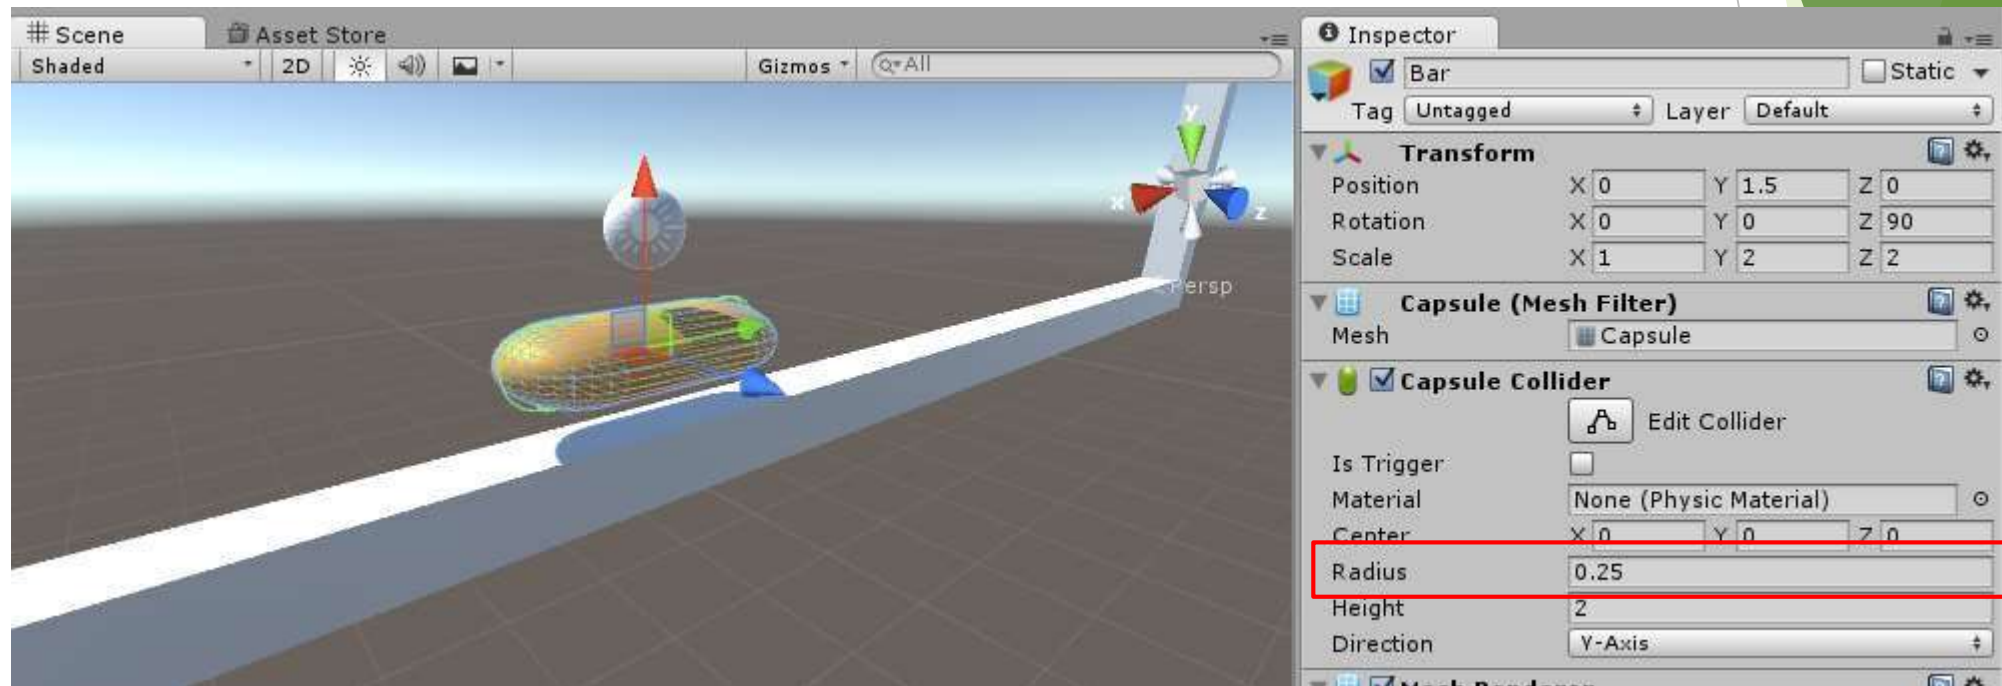 Scene
Asset Store
Shaded
2D
Gizmos
All
y
x
z
Persp
Inspector
Bar
Static
Tag Untagged Layer Default
Transform
Position X 0 Y 1.5 Z 0
Rotation X 0 Y 0 Z 90
Scale X 1 Y 2 Z 2
Capsule (Mesh Filter)
Mesh Capsule
Capsule Collider
Edit Collider
Is Trigger
Material None (Physic Material)
Center X 0 Y 0 Z 0
Radius 0.25
Height 2
Direction Y-Axis
Mesh Renderer